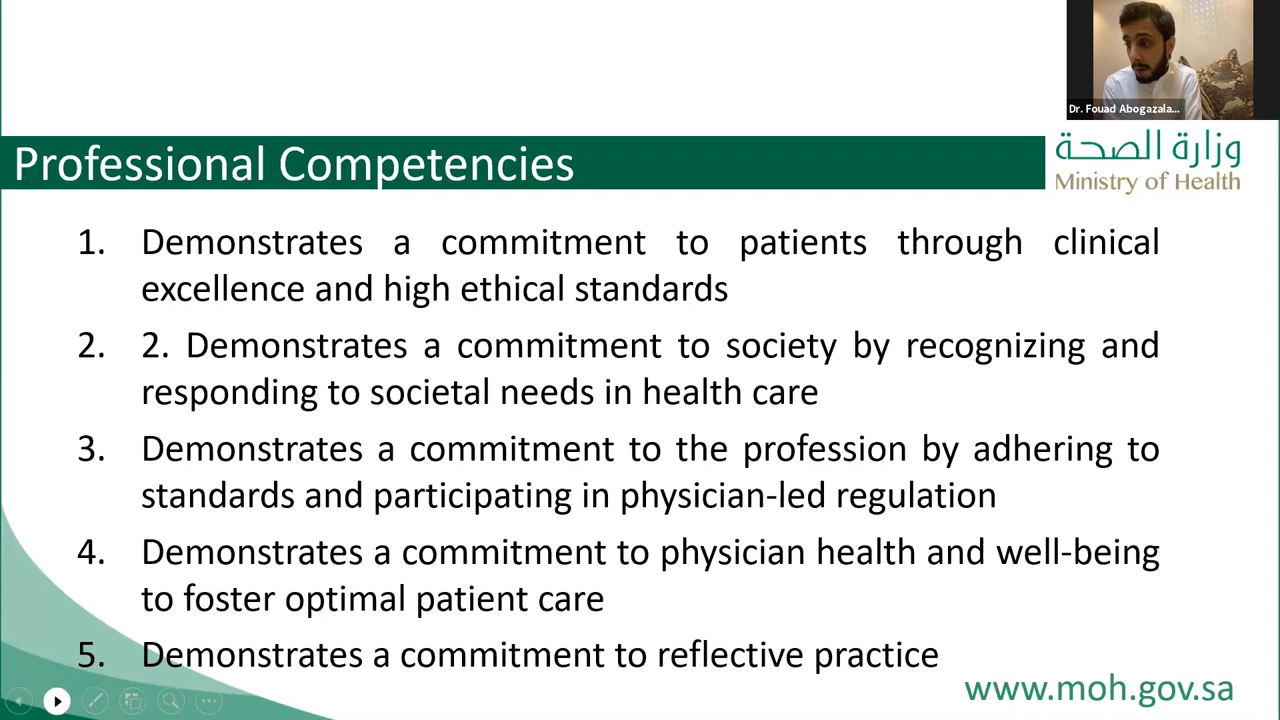 Dr. Fouad Abogazala...
Professional Competencies
وزارة الصحة
Ministry of Health
1. Demonstrates a commitment to patients through clinical
excellence and high ethical standards
2. 2. Demonstrates a commitment to society by recognizing and
responding to societal needs in health care
3. Demonstrates a commitment to the profession by adhering to
standards and participating in physician-led regulation
4. Demonstrates a commitment to physician health and well-being
to foster optimal patient care
5. Demonstrates a commitment to reflective practice
www.moh.gov.sa